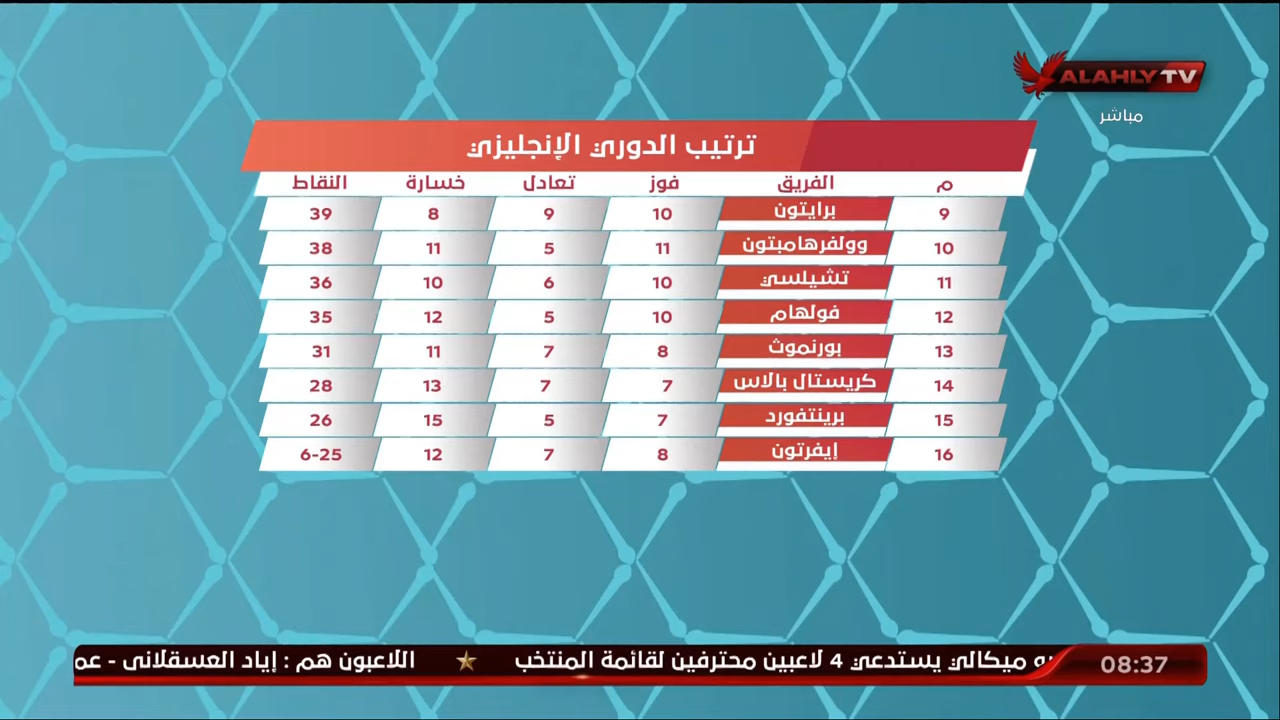 ALAHLY TV
مباشر
ترتيب الدوري الإنجليزي
م الفريق فوز تعادل خسارة النقاط
9 برايتون 10 9 8 39
10 وولفرهامبتون 11 5 11 38
11 تشيلسي 10 6 10 36
12 فولهام 10 5 12 35
13 بورنموث 8 7 11 31
14 كريستال بالاس 7 7 13 28
15 برينتفورد 7 5 15 26
16 إيفرتون 8 7 12 6-25
08:37 ميكالي يستدعي 4 لاعبين محترفين لقائمة المنتخب اللاعبون هم : إياد العسقلانى -